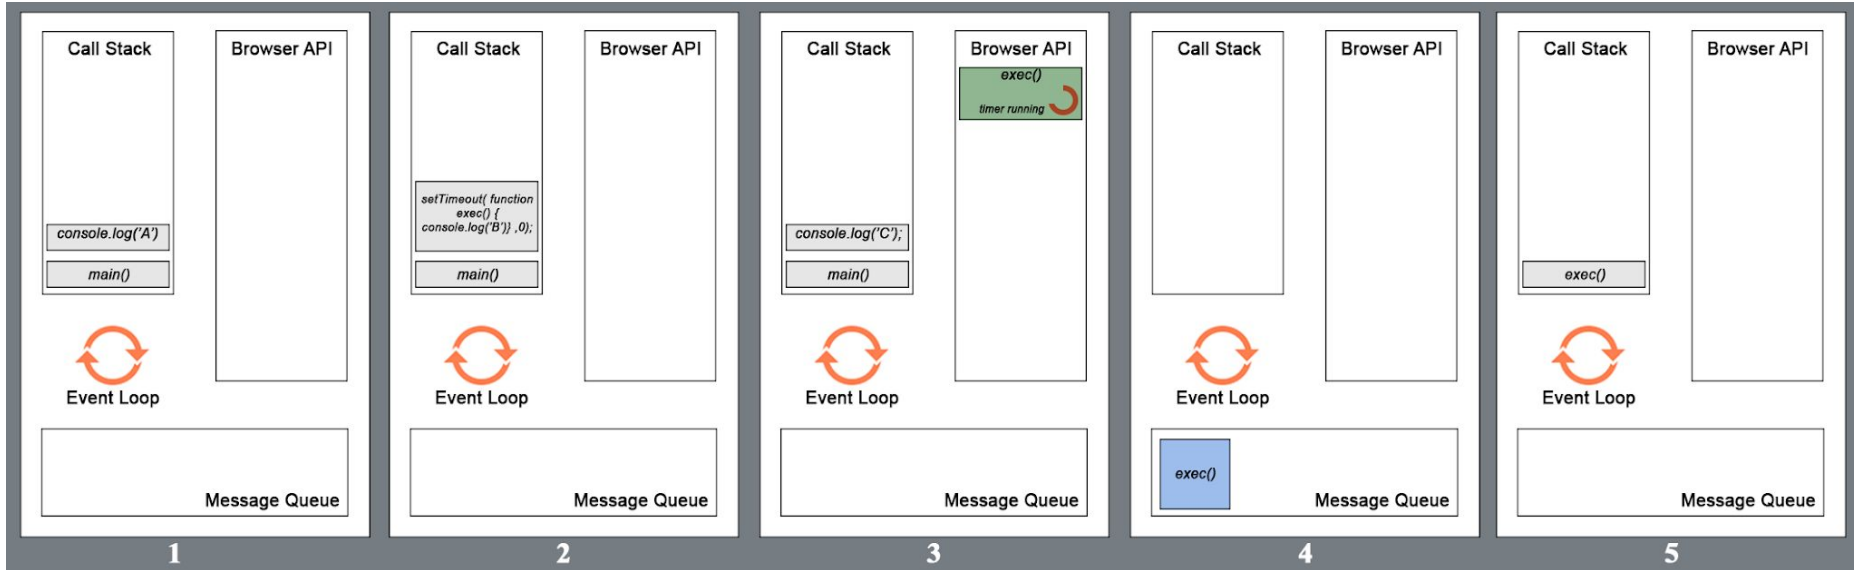 Call Stack
Browser API
console.log('A')
main()
Event Loop
Message Queue
1
Call Stack
Browser API
setTimeout( function
exec() {
console.log('B')} ,0);
main()
Event Loop
Message Queue
2
Call Stack
Browser API
exec()
timer running
console.log('C');
main()
Event Loop
Message Queue
3
Call Stack
Browser API
Event Loop
exec()
Message Queue
4
Call Stack
Browser API
exec()
Event Loop
Message Queue
5